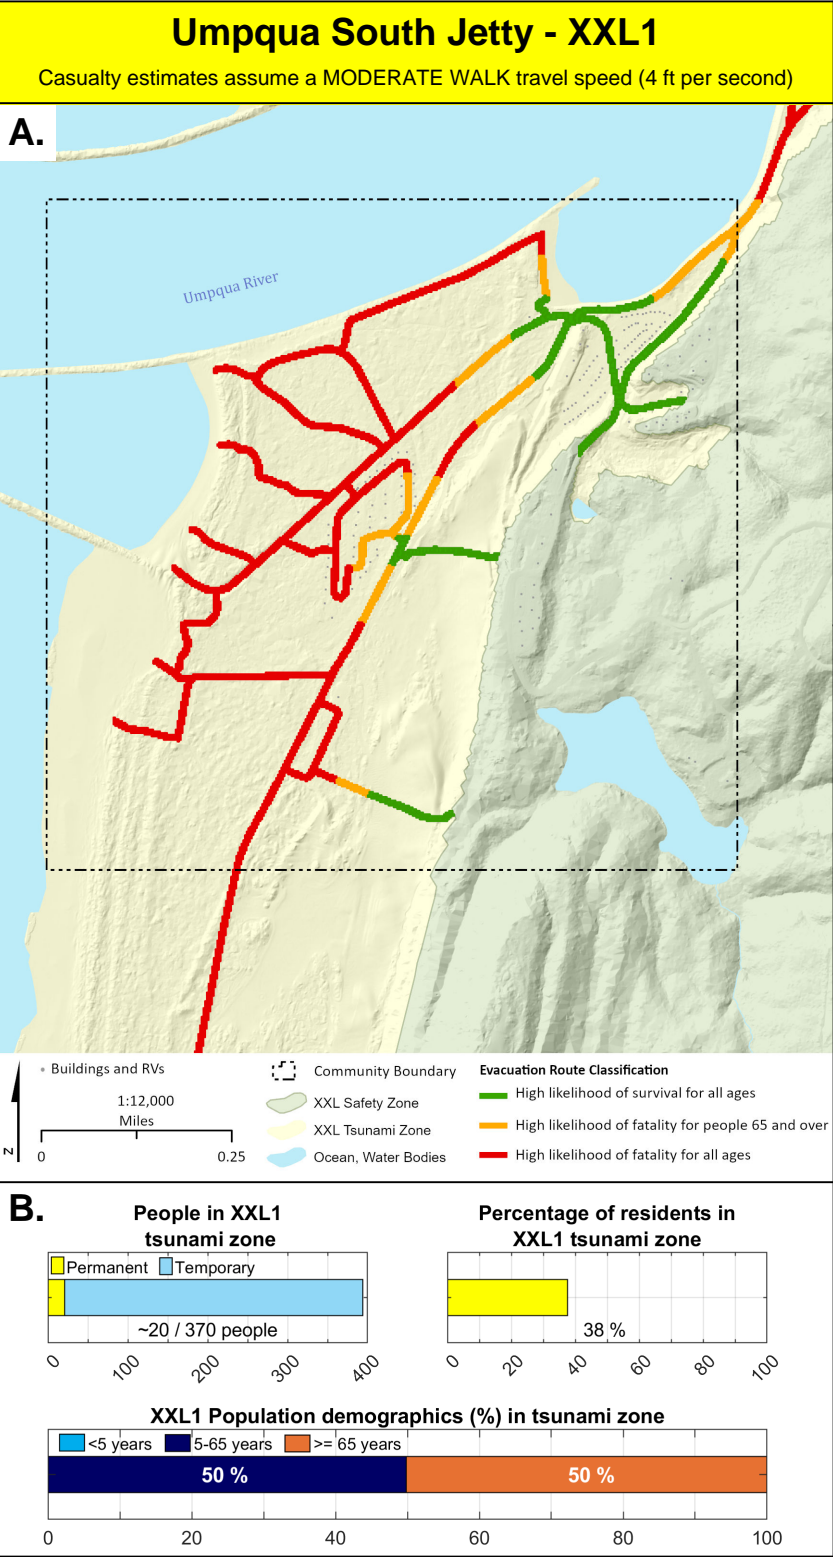 Umpqua South Jetty - XXL1
Casualty estimates assume a MODERATE WALK travel speed (4 ft per second)
A.
Umpqua River
Buildings and RVs
1:12,000
Miles
0 0.25
N
Community Boundary
XXL Safety Zone
XXL Tsunami Zone
Ocean, Water Bodies
Evacuation Route Classification
High likelihood of survival for all ages
High likelihood of fatality for people 65 and over
High likelihood of fatality for all ages
B.
People in XXL1
tsunami zone
Permanent Temporary
~20 / 370 people
0 100 200 300 400
Percentage of residents in
XXL1 tsunami zone
38 %
0 20 40 60 80 100
XXL1 Population demographics (%) in tsunami zone
<5 years 5-65 years >= 65 years
50 % 50 %
0 20 40 60 80 100